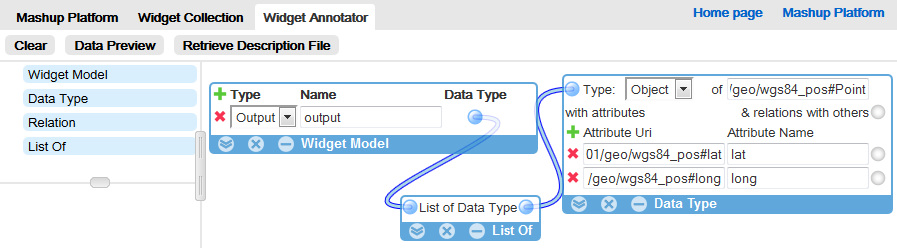 Mashup Platform Widget Collection Widget Annotator Home page Mashup Platform
Clear Data Preview Retrieve Description File
Widget Model
Data Type
Relation
List Of
Type Name Data Type
Output output
Widget Model
List of Data Type
List Of
Type: Object of /geo/wgs84_pos#Point
with attributes & relations with others
Attribute Uri Attribute Name
01/geo/wgs84_pos#lat lat
/geo/wgs84_pos#long long
Data Type